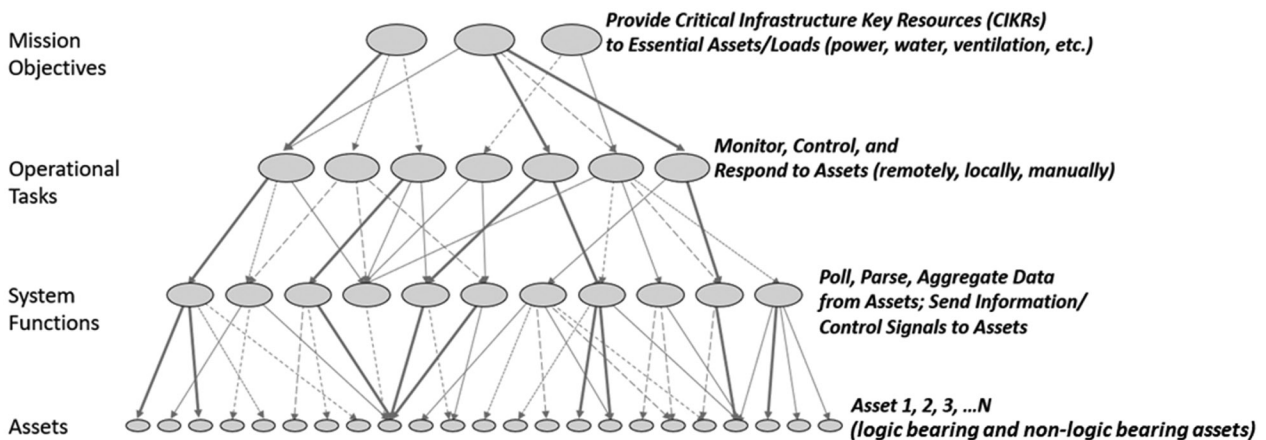 Mission
Objectives
Provide Critical Infrastructure Key Resources (CIKRs)
to Essential Assets/Loads (power, water, ventilation, etc.)
Operational
Tasks
Monitor, Control, and
Respond to Assets (remotely, locally, manually)
System
Functions
Poll, Parse, Aggregate Data
from Assets; Send Information/
Control Signals to Assets
Assets
Asset 1, 2, 3, ...N
(logic bearing and non-logic bearing assets)